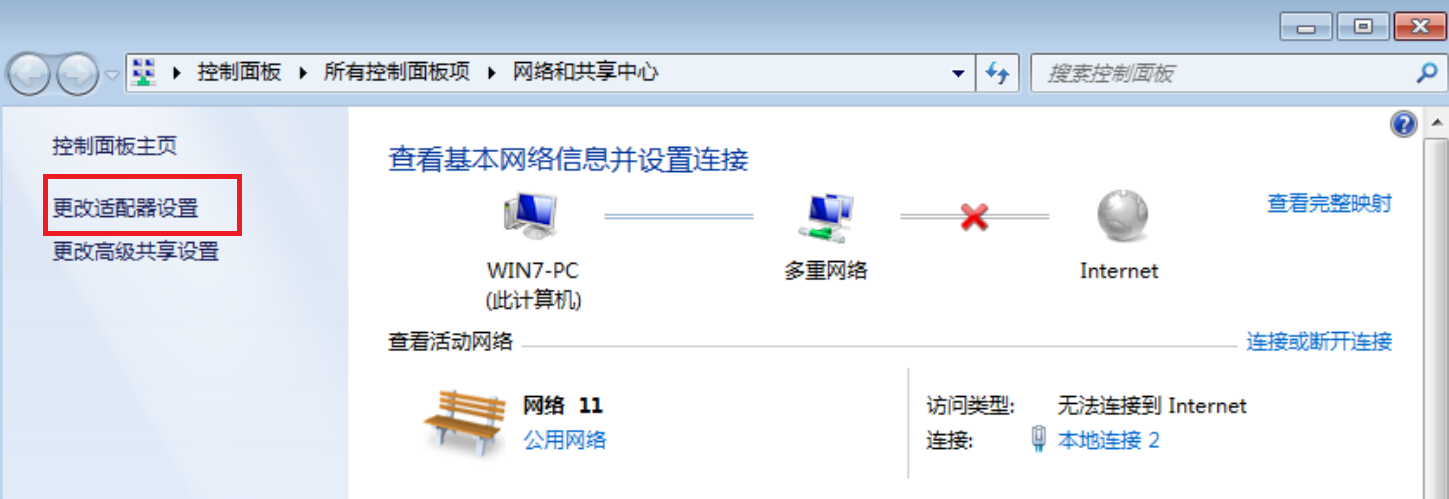 控制面板 所有控制面板项 网络和共享中心
搜索控制面板
控制面板主页
更改适配器设置
更改高级共享设置
查看基本网络信息并设置连接
查看完整映射
WIN7-PC
(此计算机)
多重网络
Internet
查看活动网络
连接或断开连接
网络 11
公用网络
访问类型: 无法连接到 Internet
连接: 本地连接 2